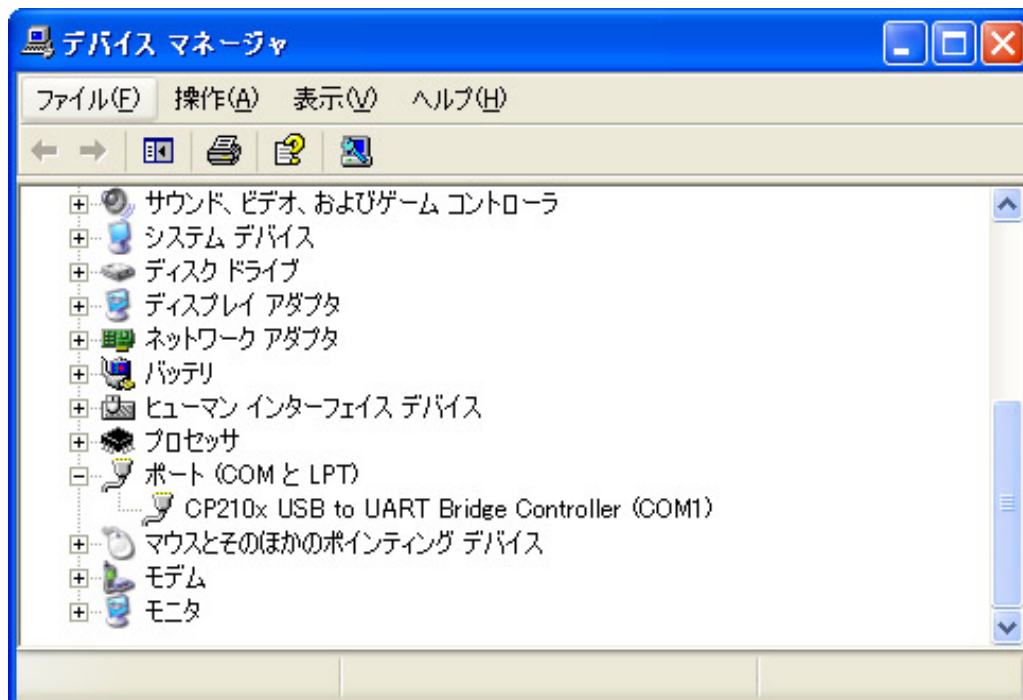 デバイス マネージャ
ファイル(F) 操作(A) 表示(V) ヘルプ(H)
サウンド、ビデオ、およびゲーム コントローラ
システム デバイス
ディスク ドライブ
ディスプレイ アダプタ
ネットワーク アダプタ
バッテリ
ヒューマン インターフェイス デバイス
プロセッサ
ポート (COM と LPT)
CP210x USB to UART Bridge Controller (COM1)
マウスとそのほかのポインティング デバイス
モデム
モニタ